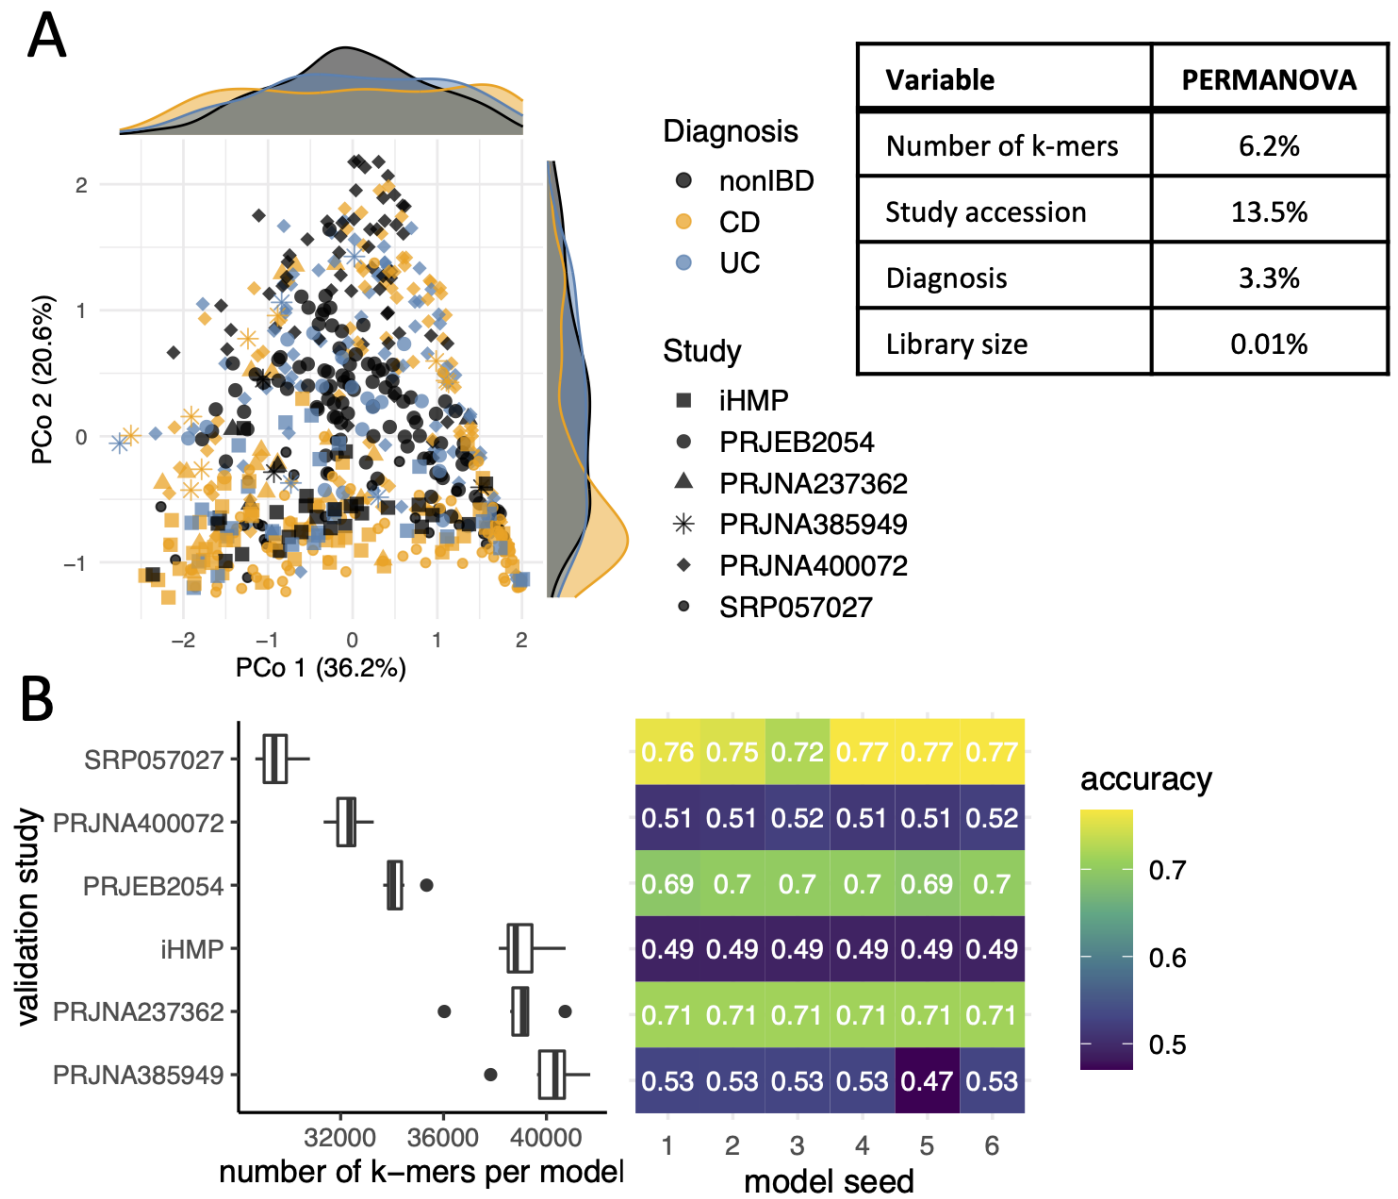 A
Variable PERMANOVA
Number of k-mers 6.2%
Study accession 13.5%
Diagnosis 3.3%
Library size 0.01%
Diagnosis
nonIBD
CD
UC
Study
iHMP
PRJEB2054
PRJNA237362
PRJNA385949
PRJNA400072
SRP057027
PCo 2 (20.6%)
2
1
0
−1
−2 −1 0 1 2
PCo 1 (36.2%)
B
validation study
SRP057027
PRJNA400072
PRJEB2054
iHMP
PRJNA237362
PRJNA385949
32000 36000 40000
number of k−mers per model
0.76 0.75 0.72 0.77 0.77 0.77
0.51 0.51 0.52 0.51 0.51 0.52
0.69 0.7 0.7 0.7 0.69 0.7
0.49 0.49 0.49 0.49 0.49 0.49
0.71 0.71 0.71 0.71 0.71 0.71
0.53 0.53 0.53 0.53 0.47 0.53
1 2 3 4 5 6
model seed
accuracy
0.7
0.6
0.5